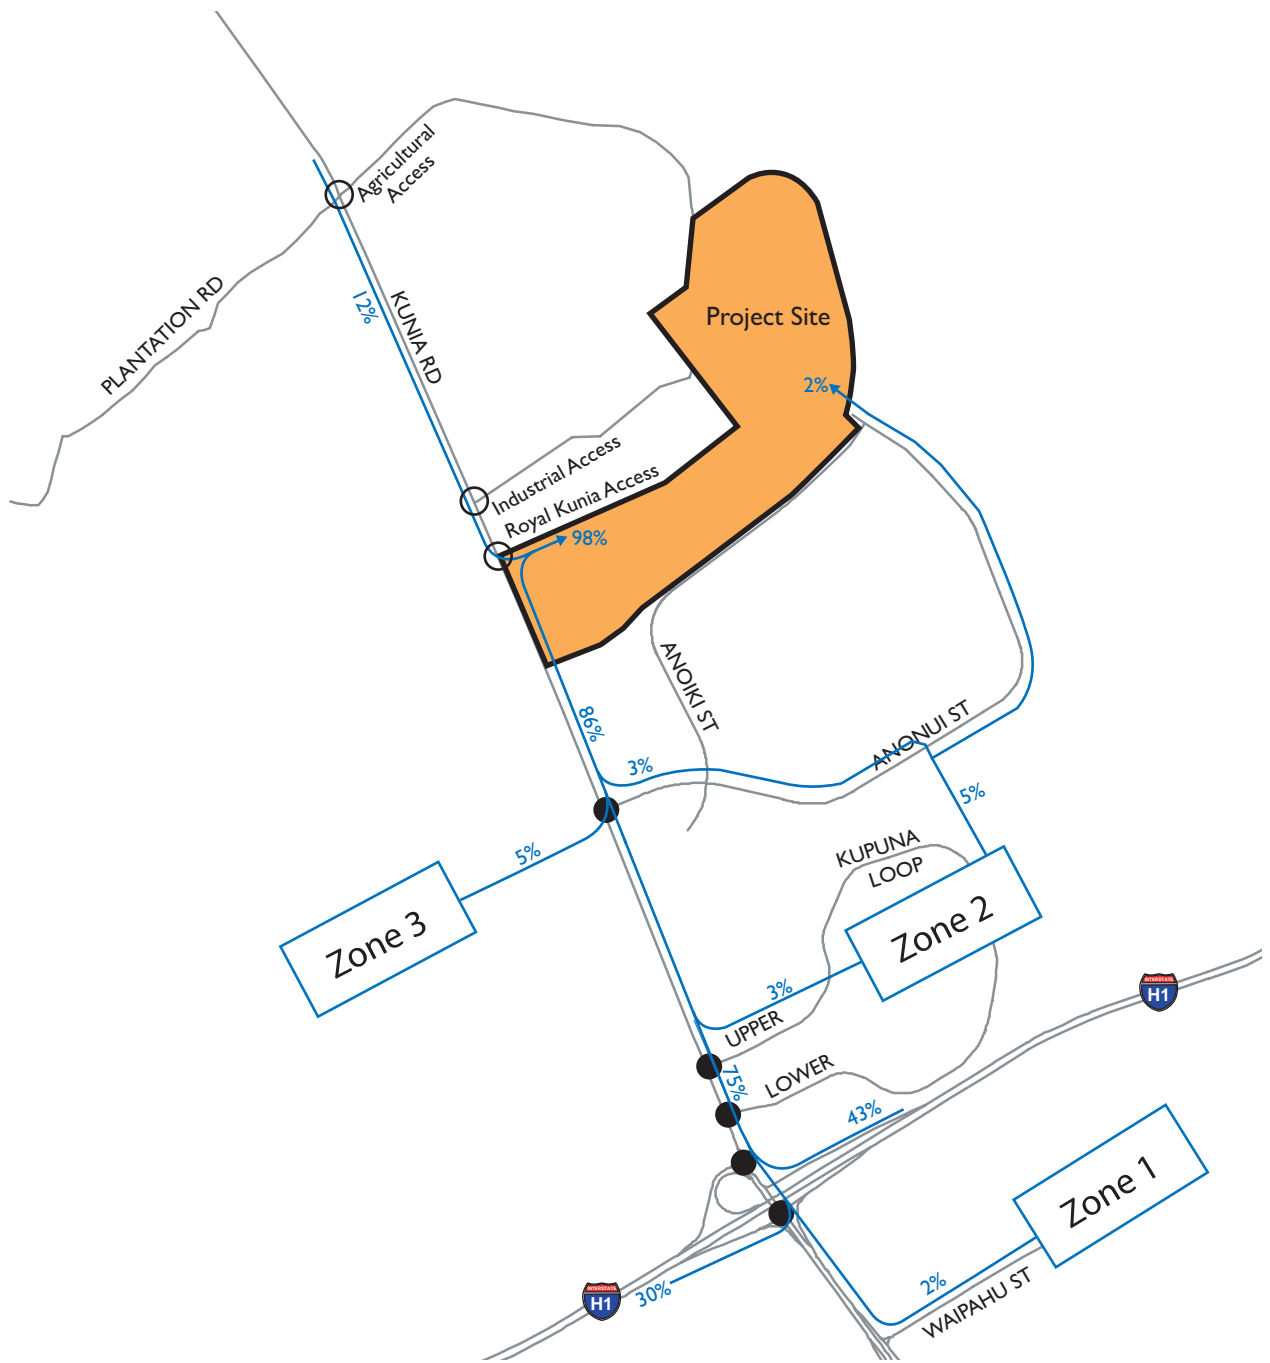 Agricultural
Access
PLANTATION RD
12%
KUNIA RD
Project Site
2%
Industrial Access
Royal Kunia Access
98%
ANOIKI ST
86%
3%
ANONUI ST
5%
5%
KUPUNA
LOOP
Zone 3
Zone 2
3%
UPPER
INTERSTATE
H1
75%
LOWER
43%
Zone 1
INTERSTATE
H1
30%
2%
WAIPAHU ST